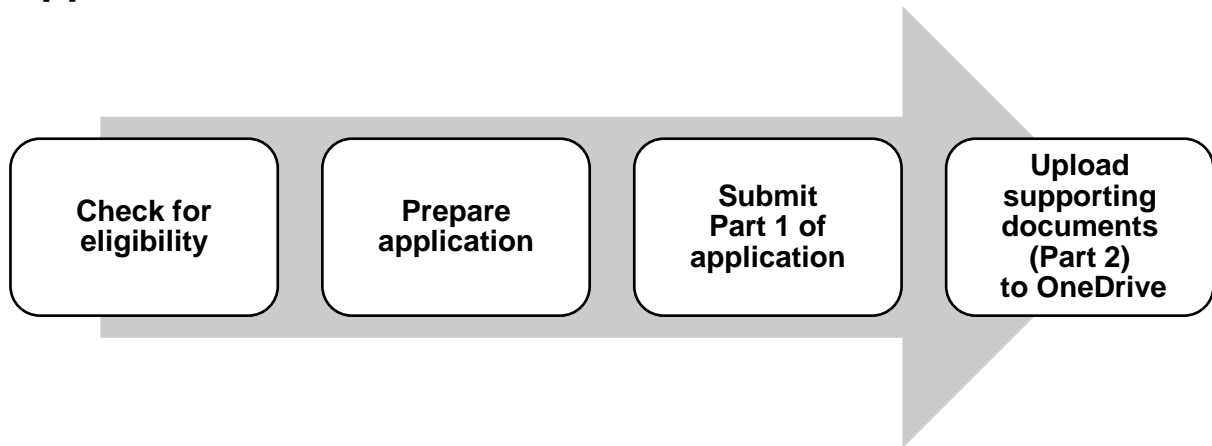 Check for
eligibility
Prepare
application
Submit
Part 1 of
application
Upload
supporting
documents
(Part 2)
to OneDrive